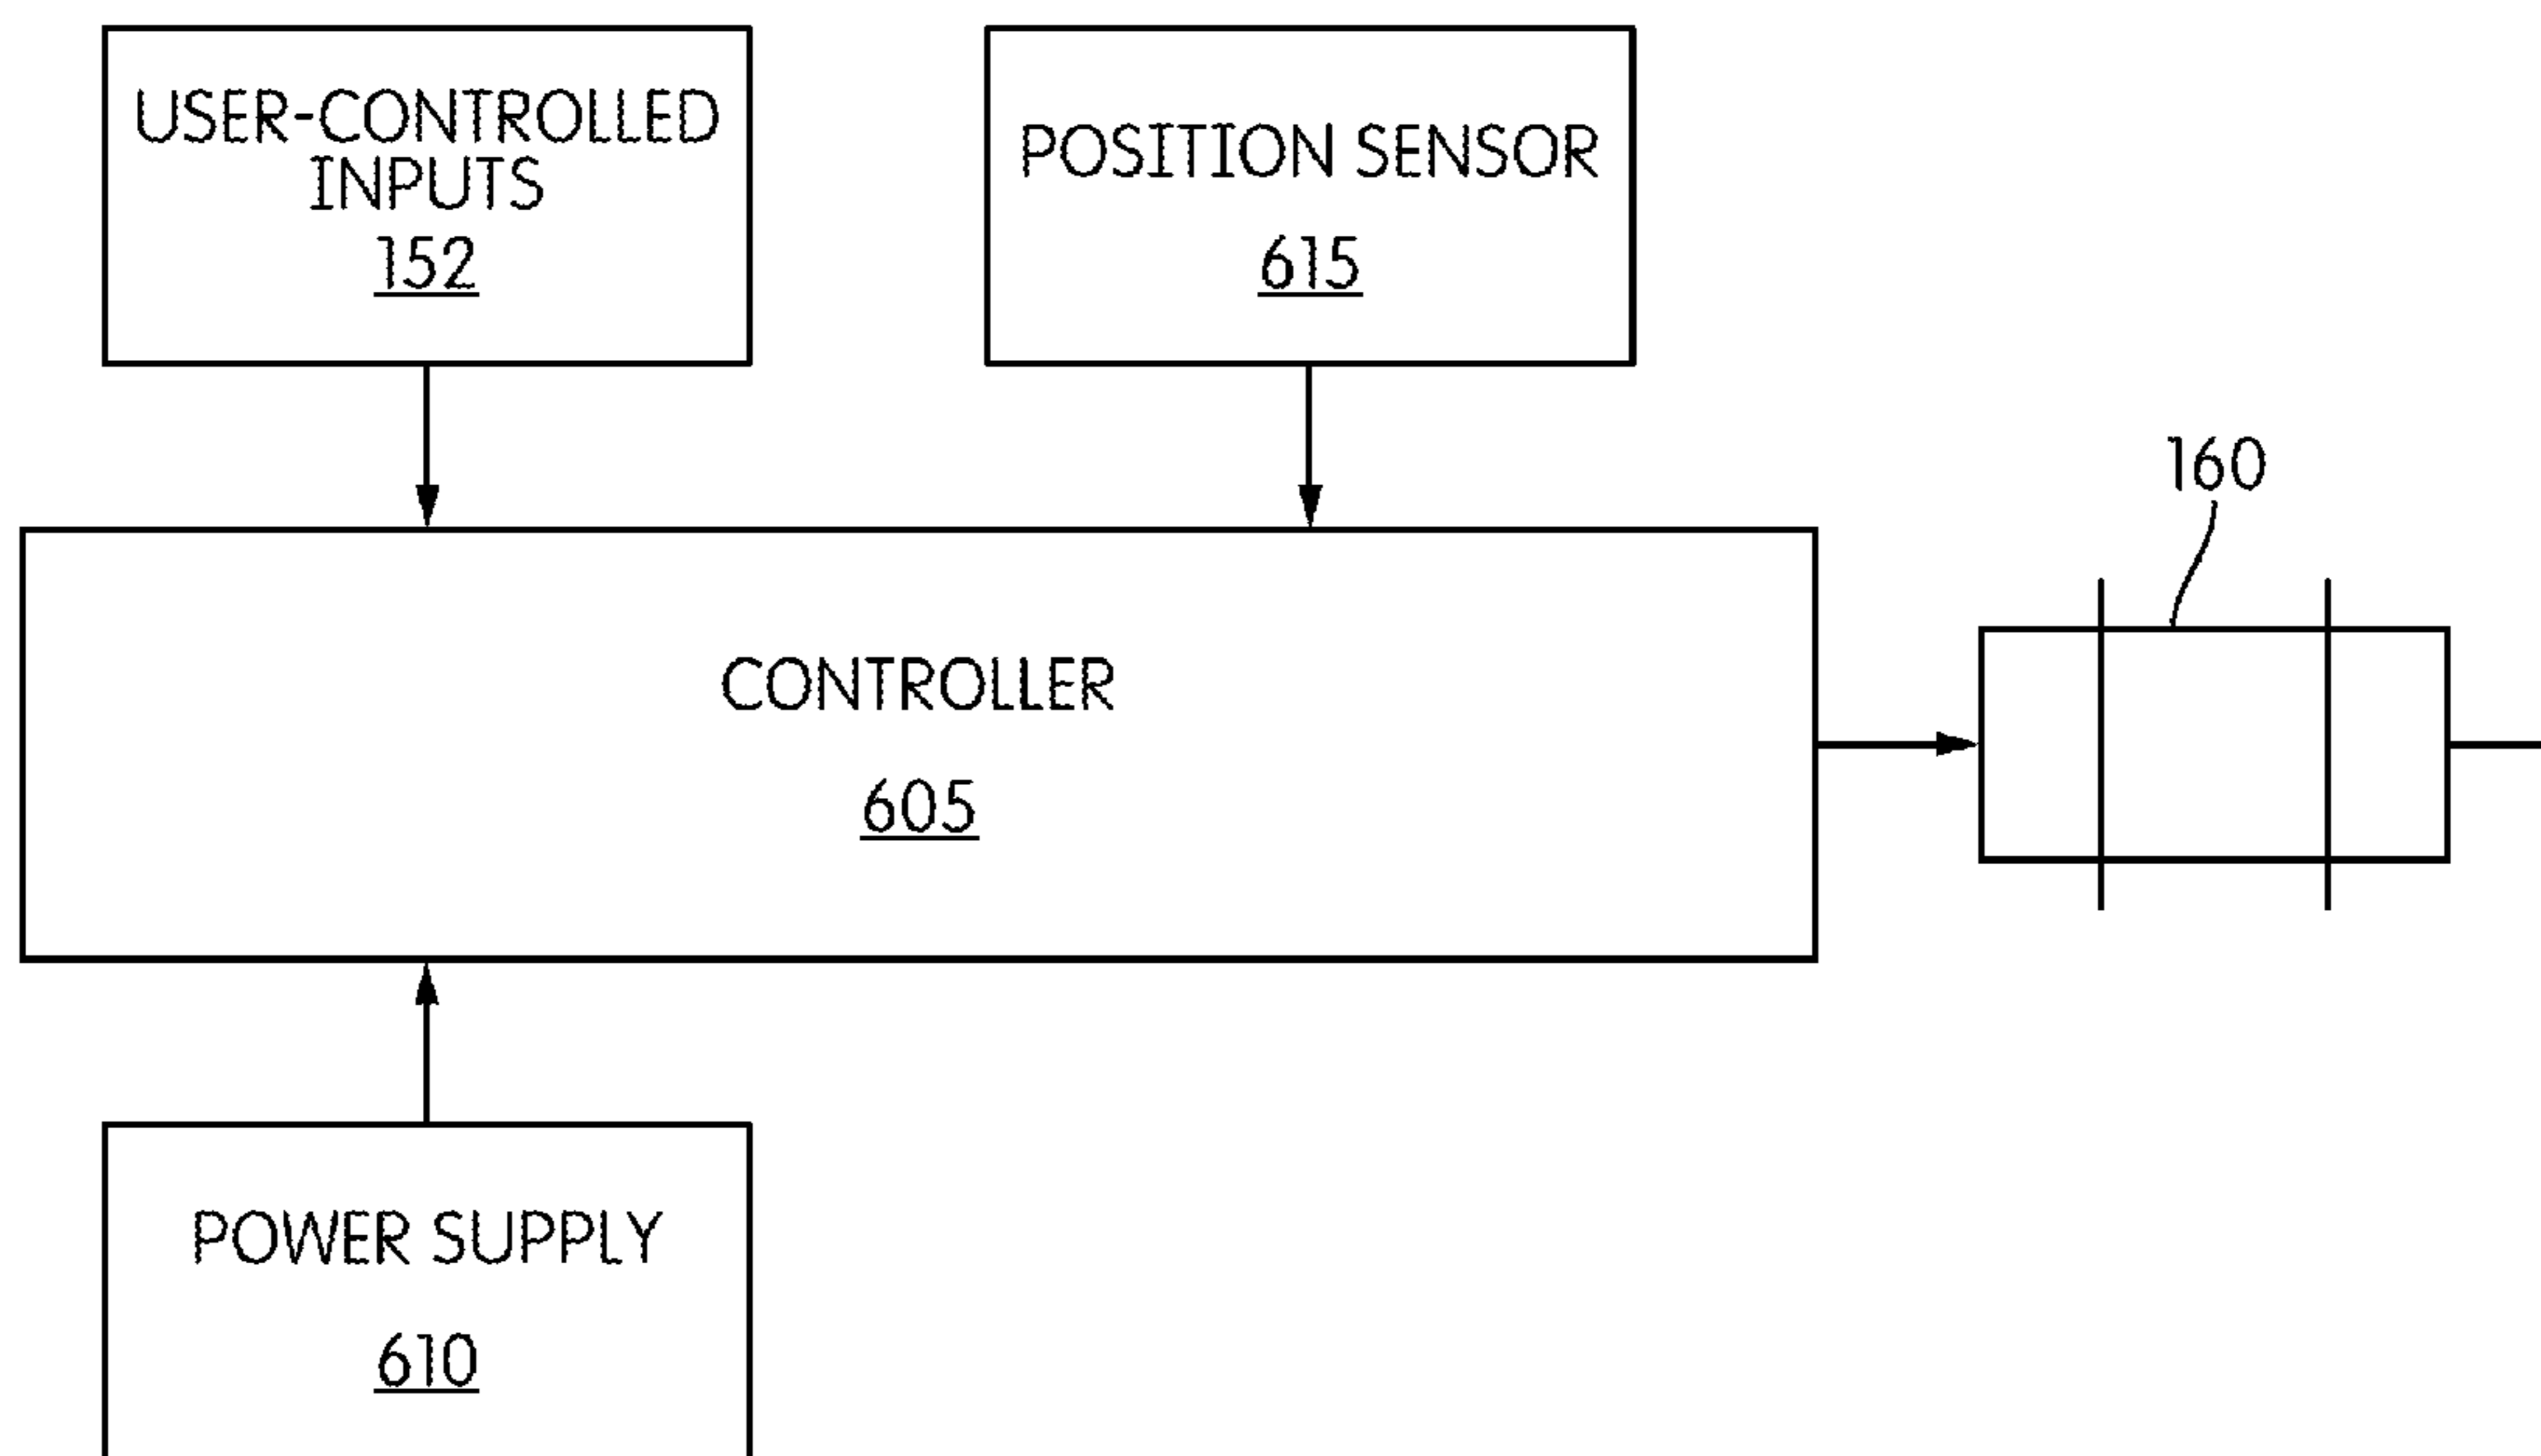 USER-CONTROLLED
INPUTS
152
POSITION SENSOR
615
160
CONTROLLER
605
POWER SUPPLY
610